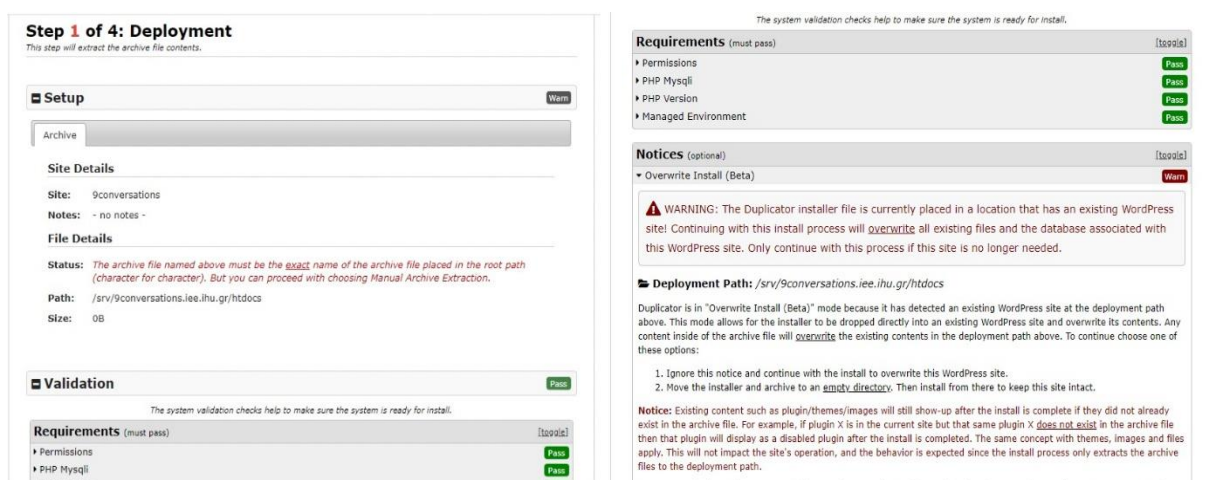 Step 1 of 4: Deployment
This step will extract the archive file contents.
Setup
Warn
Archive
Site Details
Site: 9conversations
Notes: - no notes -
File Details
Status: The archive file named above must be the exact name of the archive file placed in the root path
(character for character). But you can proceed with choosing Manual Archive Extraction.
Path: /srv/9conversations.iee.ihu.gr/htdocs
Size: 0B
Validation
Pass
The system validation checks help to make sure the system is ready for install.
Requirements (must pass) [toggle]
Permissions Pass
PHP Mysqli Pass
The system validation checks help to make sure the system is ready for install.
Requirements (must pass) [toggle]
Permissions Pass
PHP Mysqli Pass
PHP Version Pass
Managed Environment Pass
Notices (optional) [toggle]
Overwrite Install (Beta) Warn
WARNING: The Duplicator installer file is currently placed in a location that has an existing WordPress
site! Continuing with this install process will overwrite all existing files and the database associated with
this WordPress site. Only continue with this process if this site is no longer needed.
Deployment Path: /srv/9conversations.iee.ihu.gr/htdocs
Duplicator is in "Overwrite Install (Beta)" mode because it has detected an existing WordPress site at the deployment path
above. This mode allows for the installer to be dropped directly into an existing WordPress site and overwrite its contents. Any
content inside of the archive file will overwrite the existing contents in the deployment path above. To continue choose one of
these options:
1. Ignore this notice and continue with the install to overwrite this WordPress site.
2. Move the installer and archive to an empty directory. Then install from there to keep this site intact.
Notice: Existing content such as plugin/themes/images will still show-up after the install is complete if they did not already
exist in the archive file. For example, if plugin X is in the current site but that same plugin X does not exist in the archive file
then that plugin will display as a disabled plugin after the install is completed. The same concept with themes, images and files
apply. This will not impact the site's operation, and the behavior is expected since the install process only extracts the archive
files to the deployment path.